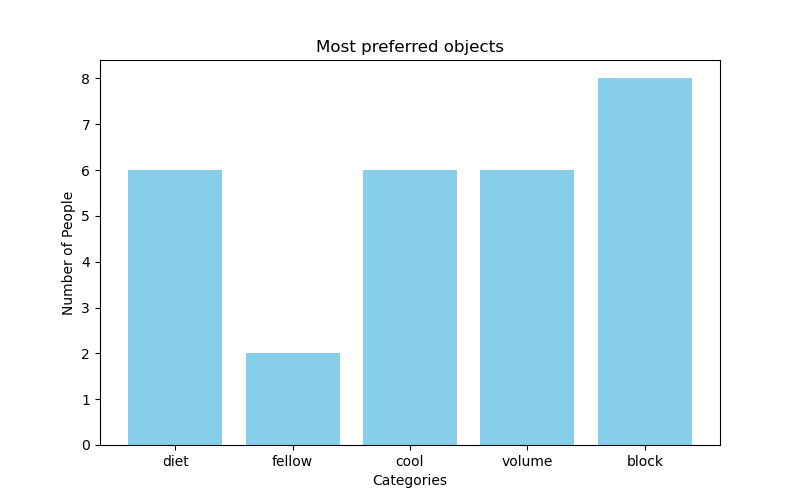 Most preferred objects
8
7
6
5
4
3
2
1
0
Number of People
diet fellow cool volume block
Categories